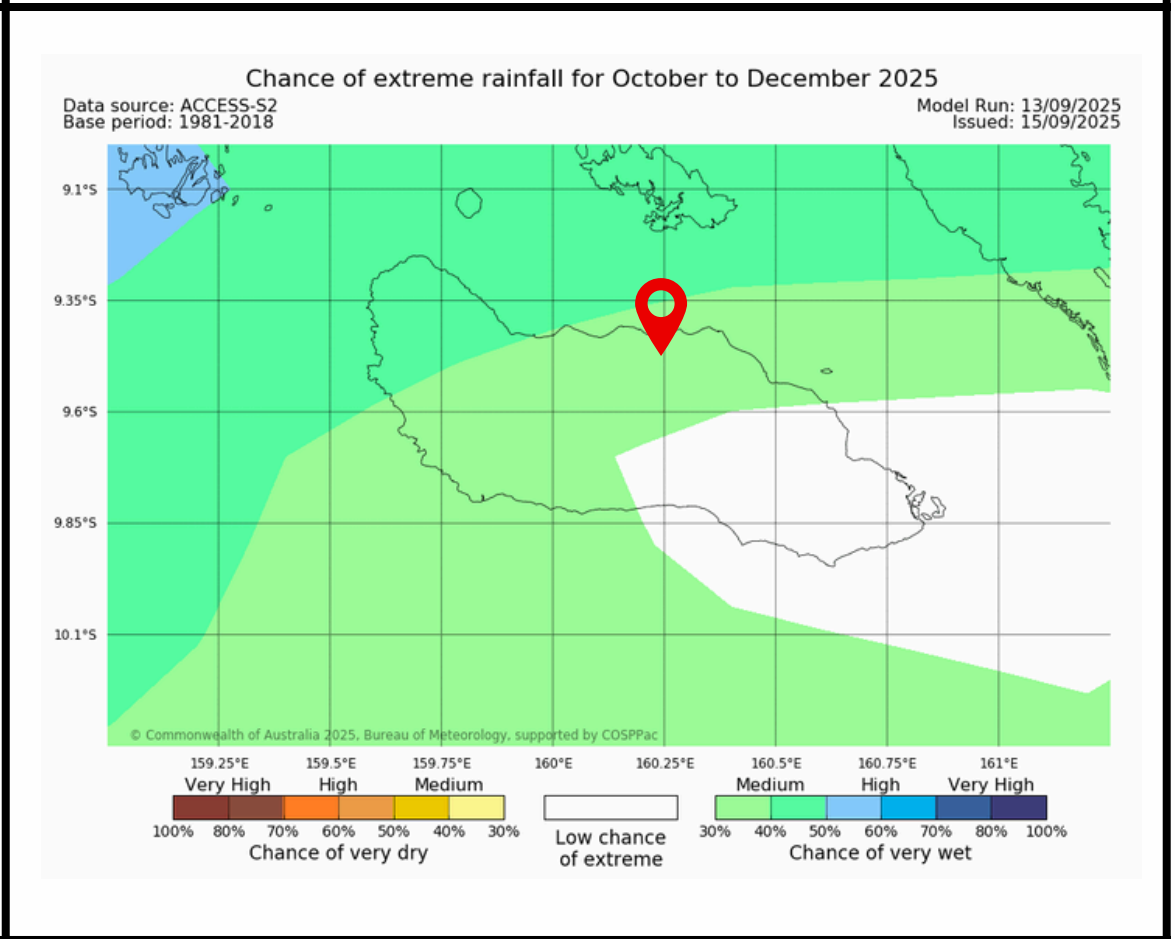 Chance of extreme rainfall for October to December 2025
Data source: ACCESS-S2
Base period: 1981-2018
Model Run: 13/09/2025
Issued: 15/09/2025
9.1°S
9.35°S
9.6°S
9.85°S
10.1°S
© Commonwealth of Australia 2025, Bureau of Meteorology, supported by COSPPac
159.25°E 159.5°E 159.75°E 160°E 160.25°E 160.5°E 160.75°E 161°E
Very High High Medium
100% 80% 70% 60% 50% 40% 30%
Chance of very dry
Low chance
of extreme
Medium High Very High
30% 40% 50% 60% 70% 80% 100%
Chance of very wet